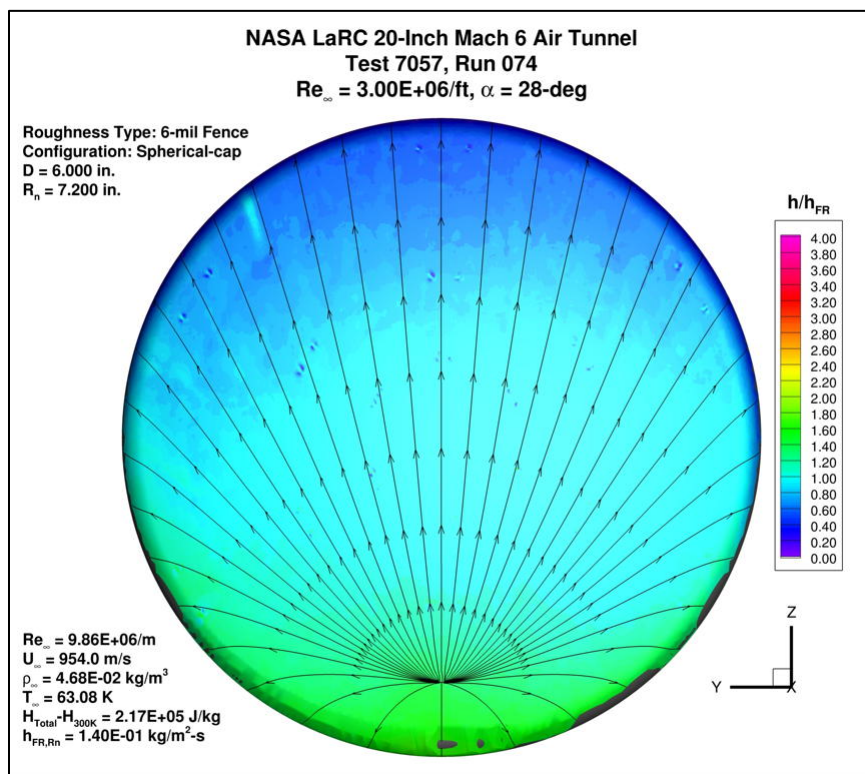 NASA LaRC 20-Inch Mach 6 Air Tunnel
Test 7057, Run 074
Re∞ = 3.00E+06/ft, α = 28-deg
Roughness Type: 6-mil Fence
Configuration: Spherical-cap
D = 6.000 in.
Rn = 7.200 in.
h/hFR
4.00
3.80
3.60
3.40
3.20
3.00
2.80
2.60
2.40
2.20
2.00
1.80
1.60
1.40
1.20
1.00
0.80
0.60
0.40
0.20
0.00
Re∞ = 9.86E+06/m
U∞ = 954.0 m/s
ρ∞ = 4.68E-02 kg/m³
T∞ = 63.08 K
HTotal-H300K = 2.17E+05 J/kg
hFR,Rn = 1.40E-01 kg/m²-s
Z
Y
X